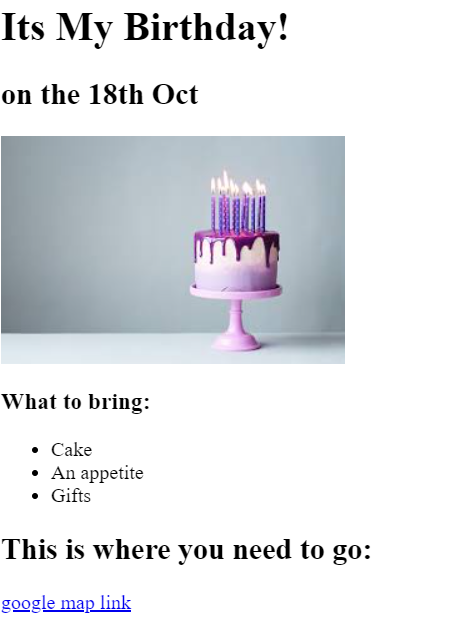 Its My Birthday!
on the 18th Oct
What to bring:
Cake
An appetite
Gifts
This is where you need to go:
google map link